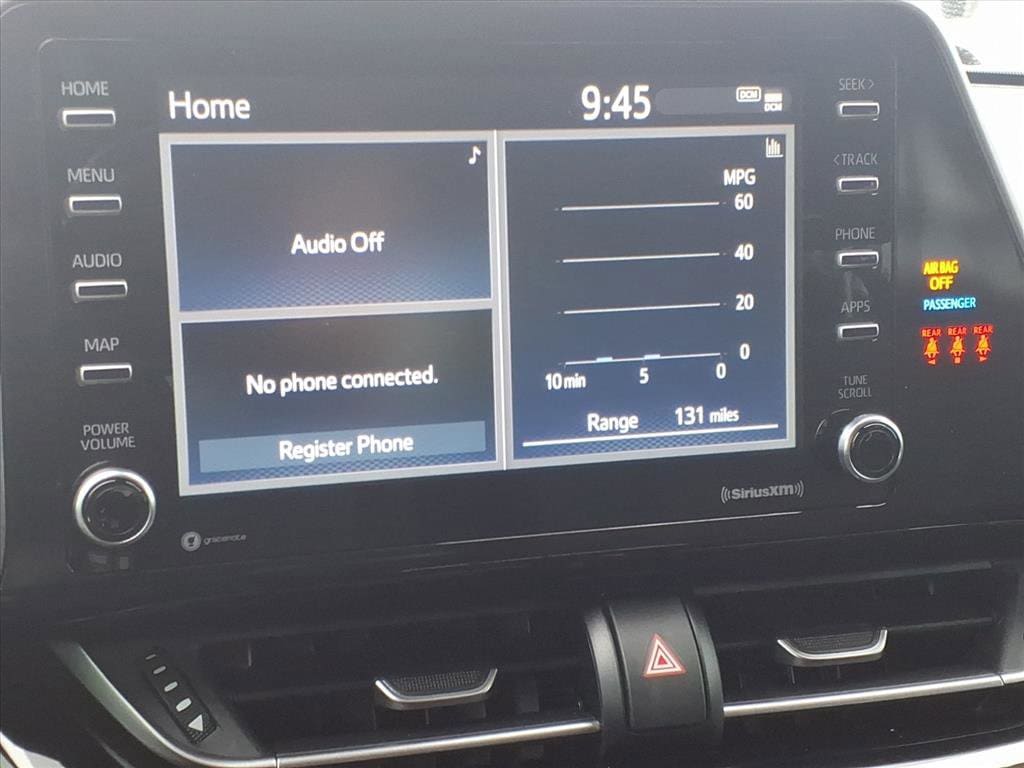 HOME
MENU
AUDIO
MAP
POWER
VOLUME
Home
9:45
DCM
DCM
Audio Off
No phone connected.
Register Phone
MPG
60
40
20
0
10 min 5 0
Range 131 miles
gracenote
((SiriusXM))
SEEK >
< TRACK
PHONE
APPS
TUNE
SCROLL
AIR BAG
OFF
PASSENGER
REAR REAR REAR